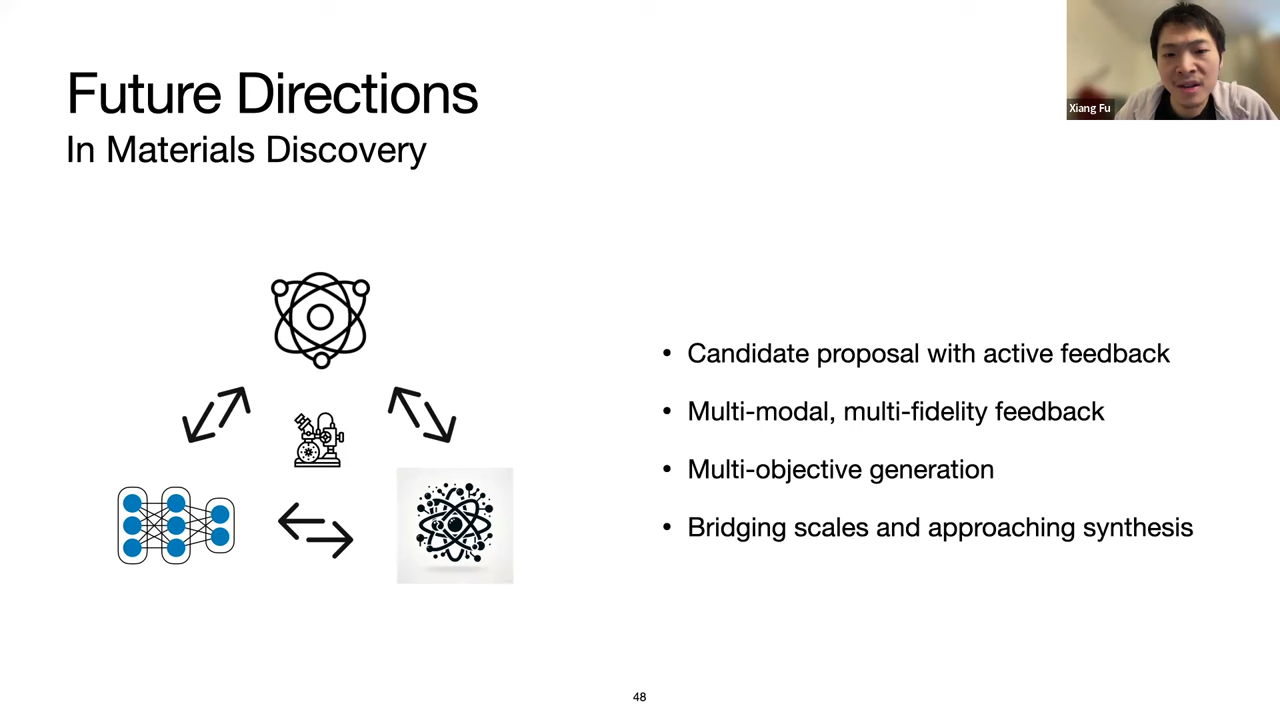 Future Directions
In Materials Discovery
Xiang Fu
• Candidate proposal with active feedback
• Multi-modal, multi-fidelity feedback
• Multi-objective generation
• Bridging scales and approaching synthesis
48